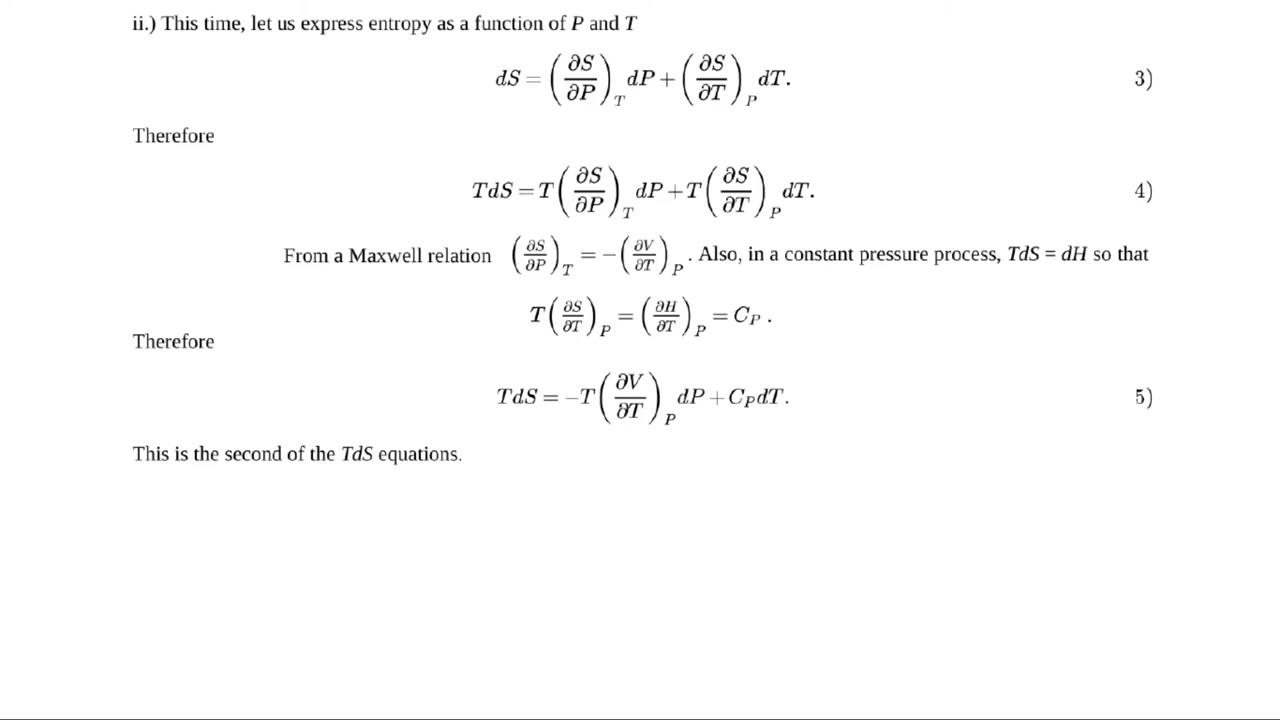 ii.) This time, let us express entropy as a function of P and T
dS = (∂S/∂P)_T dP + (∂S/∂T)_P dT. 3)
Therefore
TdS = T(∂S/∂P)_T dP + T(∂S/∂T)_P dT. 4)
From a Maxwell relation (∂S/∂P)_T = −(∂V/∂T)_P. Also, in a constant pressure process, TdS = dH so that
T(∂S/∂T)_P = (∂H/∂T)_P = C_P .
Therefore
TdS = −T(∂V/∂T)_P dP + C_P dT. 5)
This is the second of the TdS equations.